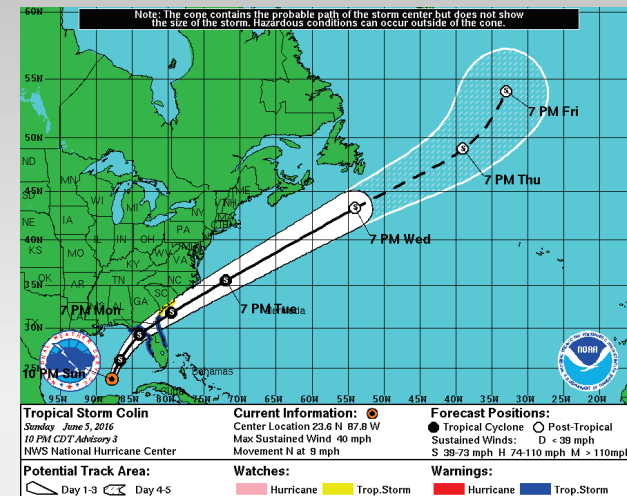 Note: The cone contains the probable path of the storm center but does not show
the size of the storm. Hazardous conditions can occur outside of the cone.
60N
55N
50N
45N
40N
35N
30N
25N
ND
MN
SD
WI
MI
NY
VT
NH
ME
MA
NE
IA
PA
IL
IN
OH
WV
VA
KS
MO
KY
OK
AR
TN
NC
SC
GA
AL
7 PM Fri
7 PM Thu
7 PM Wed
7 PM Tue
Bermuda
7 PM Mon
10 PM Sun
NOAA
Bahamas
Cuba
95W
90W
85W
80W
75W
70W
65W
60W
55W
50W
45W
40W
35W
30W
25W
20W
Tropical Storm Colin
Sunday June 5, 2016
10 PM CDT Advisory 3
NWS National Hurricane Center
Current Information:
Center Location 23.6 N 87.8 W
Max Sustained Wind 40 mph
Movement N at 9 mph
Forecast Positions:
Tropical Cyclone Post-Tropical
Sustained Winds: D < 39 mph
S 39-73 mph H 74-110 mph M > 110mph
Potential Track Area:
Day 1-3 Day 4-5
Watches:
Hurricane Trop.Storm
Warnings:
Hurricane Trop.Storm